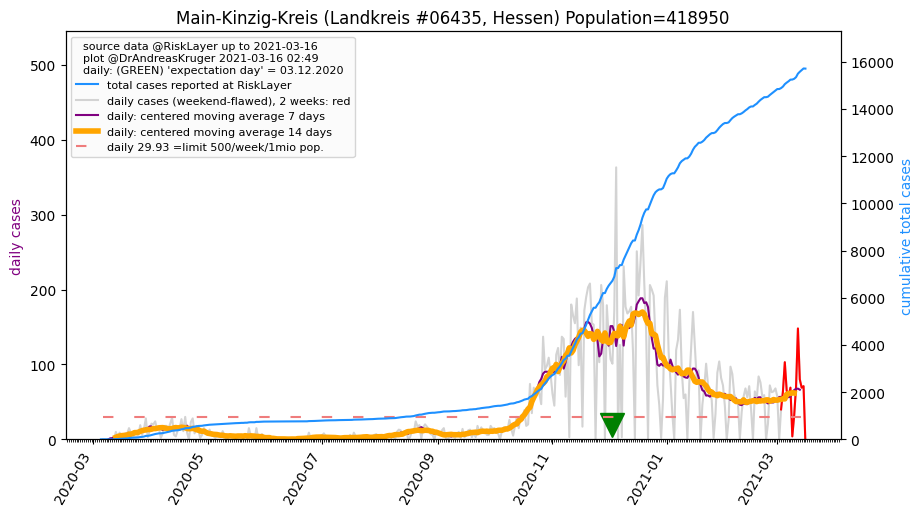 Main-Kinzig-Kreis (Landkreis #06435, Hessen) Population=418950
source data @RiskLayer up to 2021-03-16
plot @DrAndreasKruger 2021-03-16 02:49
daily: (GREEN) 'expectation day' = 03.12.2020
total cases reported at RiskLayer
daily cases (weekend-flawed), 2 weeks: red
daily: centered moving average 7 days
daily: centered moving average 14 days
daily 29.93 =limit 500/week/1mio pop.
daily cases
500
400
300
200
100
0
cumulative total cases
16000
14000
12000
10000
8000
6000
4000
2000
0
2020-03
2020-05
2020-07
2020-09
2020-11
2021-01
2021-03